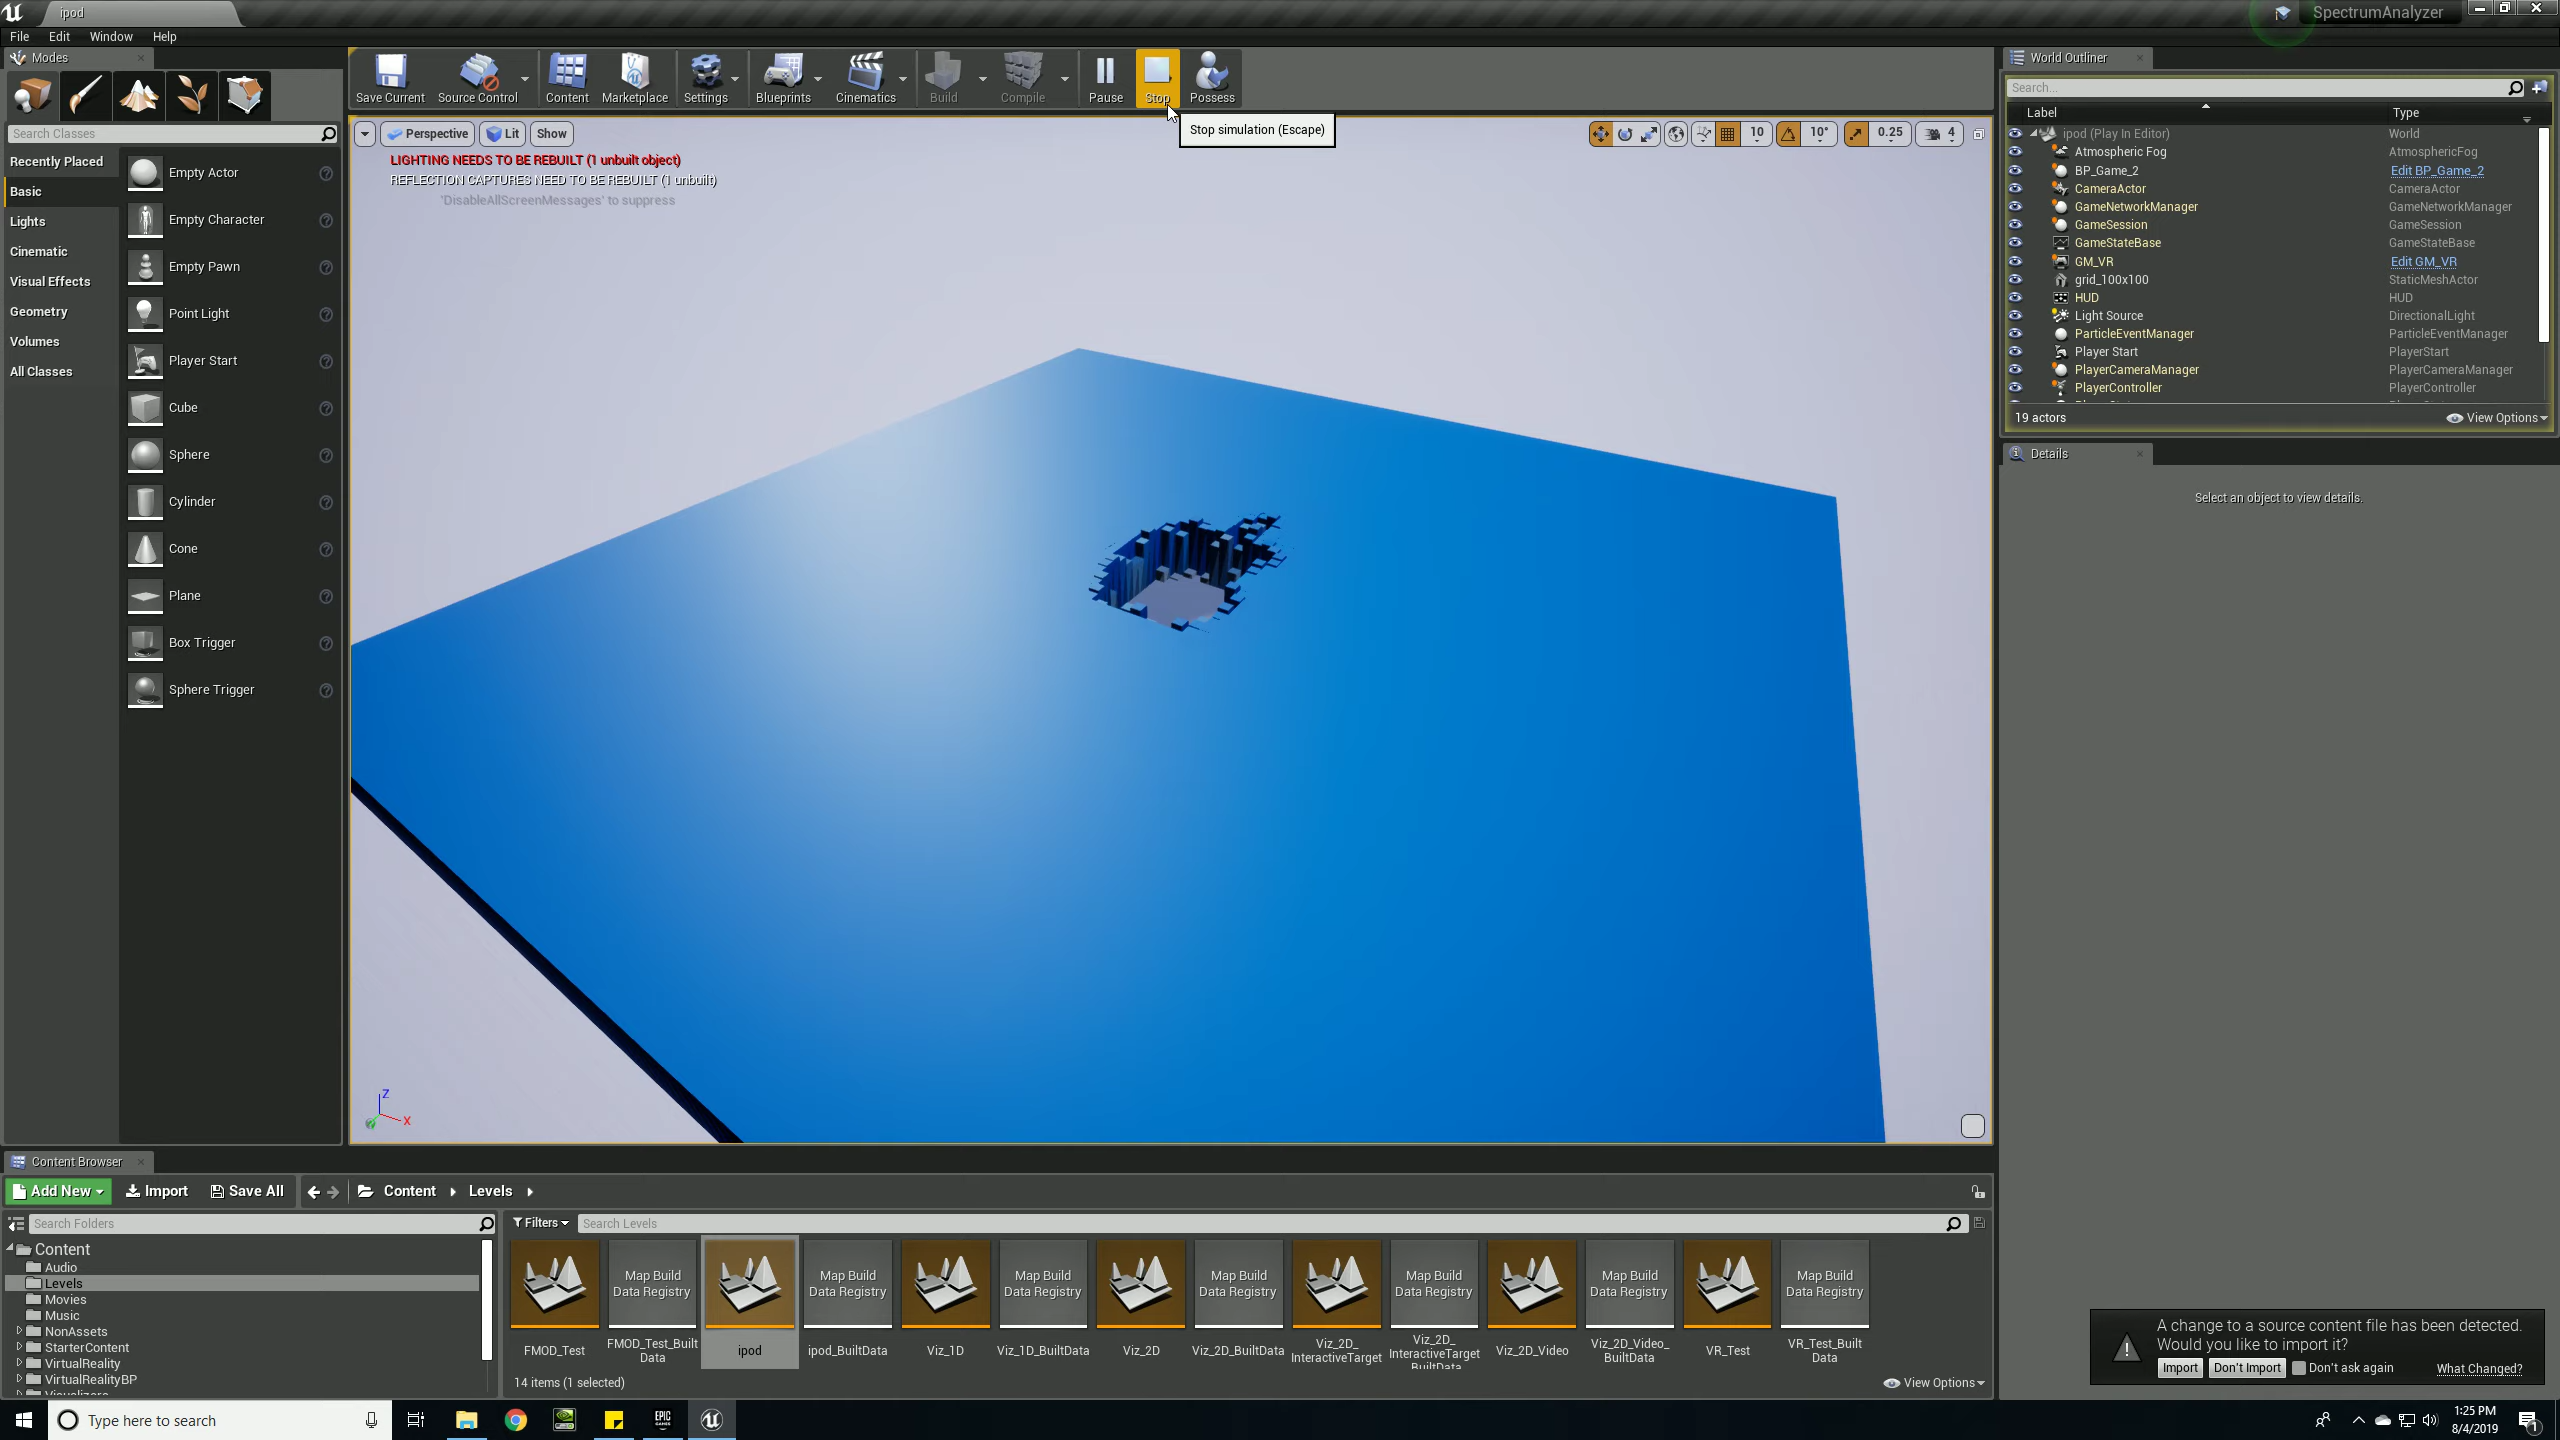 ipod
SpectrumAnalyzer
File Edit Window Help
Modes
Save Current
Source Control
Content
Marketplace
Settings
Blueprints
Cinematics
Build
Compile
Pause
Stop
Possess
Stop simulation (Escape)
Search Classes
Recently Placed
Basic
Lights
Cinematic
Visual Effects
Geometry
Volumes
All Classes
Empty Actor
Empty Character
Empty Pawn
Point Light
Player Start
Cube
Sphere
Cylinder
Cone
Plane
Box Trigger
Sphere Trigger
Perspective
Lit
Show
10
10°
0.25
4
LIGHTING NEEDS TO BE REBUILT (1 unbuilt object)
REFLECTION CAPTURES NEED TO BE REBUILT (1 unbuilt)
'DisableAllScreenMessages' to suppress
Z
X
World Outliner
Search...
Label Type
ipod (Play In Editor) World
Atmospheric Fog AtmosphericFog
BP_Game_2 Edit BP_Game_2
CameraActor CameraActor
GameNetworkManager GameNetworkManager
GameSession GameSession
GameStateBase GameStateBase
GM_VR Edit GM_VR
grid_100x100 StaticMeshActor
HUD HUD
Light Source DirectionalLight
ParticleEventManager ParticleEventManager
Player Start PlayerStart
PlayerCameraManager PlayerCameraManager
PlayerController PlayerController
19 actors
View Options
Details
Select an object to view details.
Content Browser
Add New
Import
Save All
Content
Levels
Search Folders
Filters
Search Levels
Content
Audio
Levels
Movies
Music
NonAssets
StarterContent
VirtualReality
VirtualRealityBP
Map Build
Data Registry
Map Build
Data Registry
Map Build
Data Registry
Map Build
Data Registry
Map Build
Data Registry
Map Build
Data Registry
Map Build
Data Registry
FMOD_Test
FMOD_Test_Built
Data
ipod
ipod_BuiltData
Viz_1D
Viz_1D_BuiltData
Viz_2D
Viz_2D_BuiltData
Viz_2D_
InteractiveTarget
Viz_2D_
InteractiveTarget
BuiltData
Viz_2D_Video
Viz_2D_Video_
BuiltData
VR_Test
VR_Test_Built
Data
14 items (1 selected)
View Options
A change to a source content file has been detected.
Would you like to import it?
Import
Don't Import
Don't ask again
What Changed?
Type here to search
EPIC
GAMES
1:25 PM
8/4/2019
1